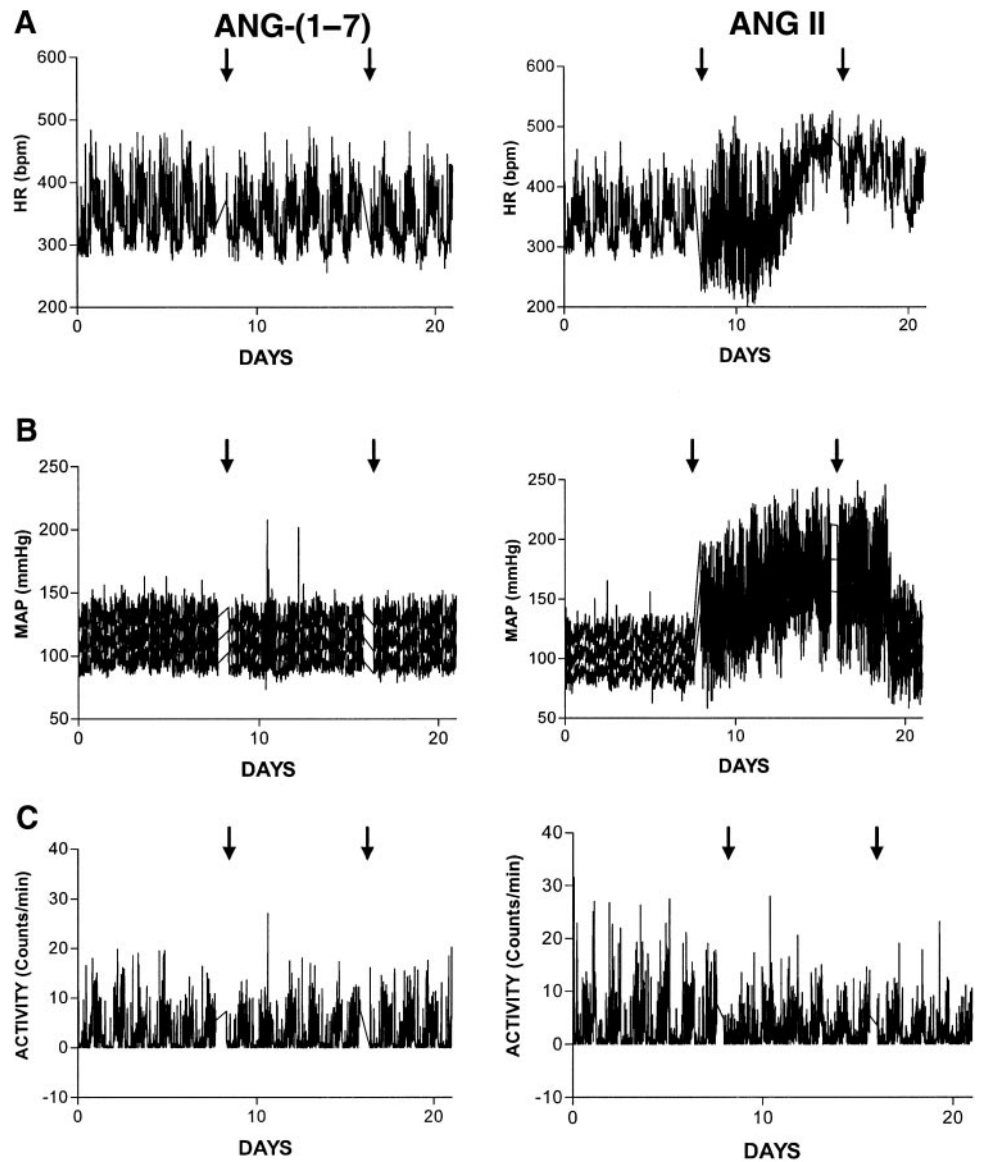 A
ANG-(1–7)
ANG II
HR (bpm)
600
500
400
300
200
0
10
20
DAYS
HR (bpm)
600
500
400
300
200
0
10
20
DAYS
B
MAP (mmHg)
250
200
150
100
50
0
10
20
DAYS
MAP (mmHg)
250
200
150
100
50
0
10
20
DAYS
C
ACTIVITY (Counts/min)
40
30
20
10
0
-10
0
10
20
DAYS
ACTIVITY (Counts/min)
40
30
20
10
0
-10
0
10
20
DAYS